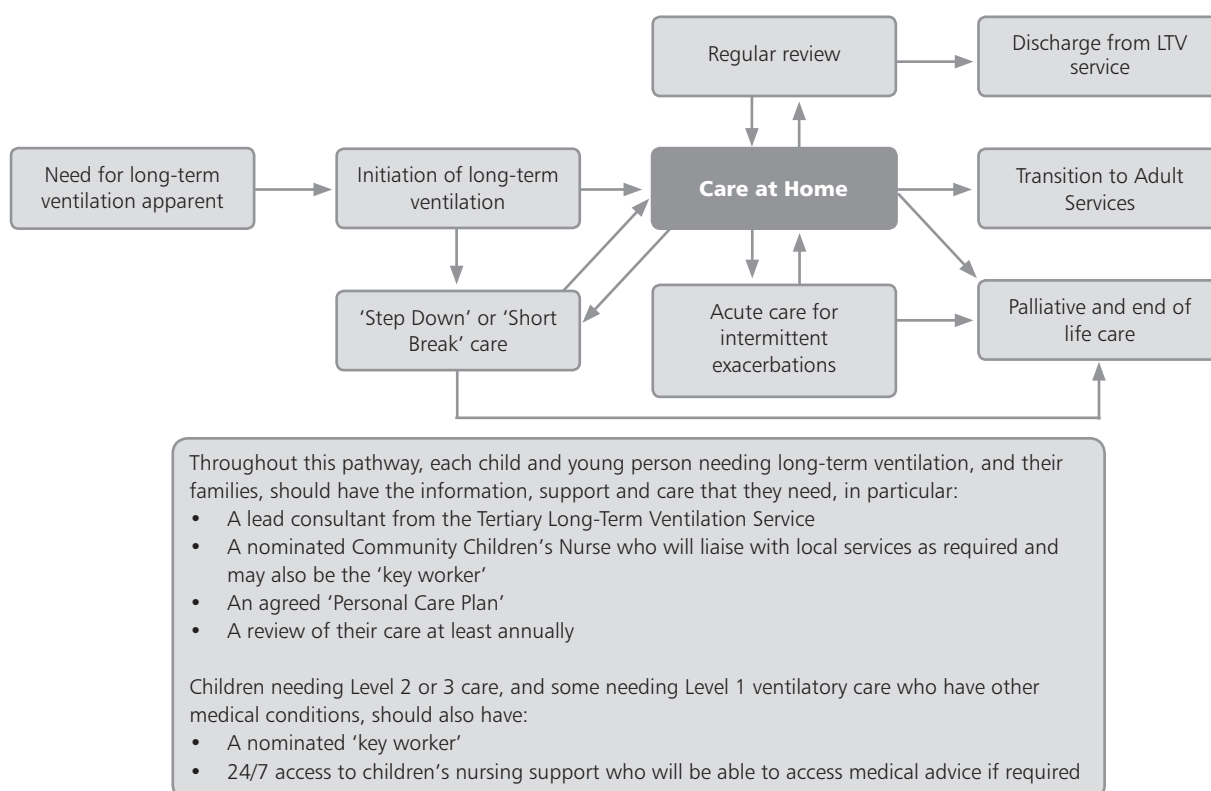 Regular review
Discharge from LTV
service
Need for long-term
ventilation apparent
Initiation of long-term
ventilation
Care at Home
Transition to Adult
Services
‘Step Down’ or ‘Short
Break’ care
Acute care for
intermittent
exacerbations
Palliative and end of
life care
Throughout this pathway, each child and young person needing long-term ventilation, and their
families, should have the information, support and care that they need, in particular:
• A lead consultant from the Tertiary Long-Term Ventilation Service
• A nominated Community Children’s Nurse who will liaise with local services as required and
may also be the ‘key worker’
• An agreed ‘Personal Care Plan’
• A review of their care at least annually
Children needing Level 2 or 3 care, and some needing Level 1 ventilatory care who have other
medical conditions, should also have:
• A nominated ‘key worker’
• 24/7 access to children’s nursing support who will be able to access medical advice if required